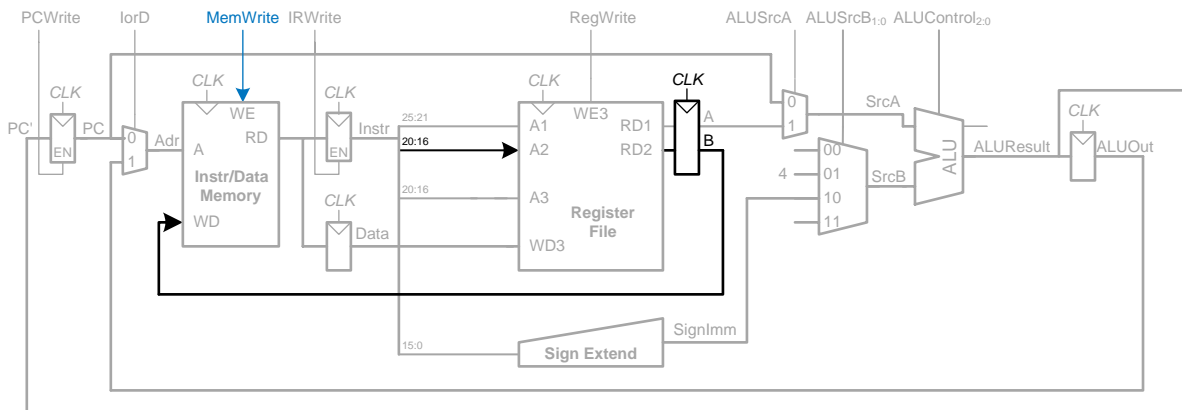 PCWrite IorD MemWrite IRWrite RegWrite ALUSrcA ALUSrcB1:0 ALUControl2:0
CLK CLK CLK CLK CLK CLK
PC' PC EN
0 1 Adr
WE
A RD
Instr/Data
Memory
WD
EN Instr
CLK
Data
25:21
20:16
20:16
15:0
WE3
A1 RD1
A2 RD2
A3
Register
File
WD3
A
B
0
1
SrcA
00
4 01
10
11
SrcB
ALU
ALUResult
ALUOut
SignImm
Sign Extend